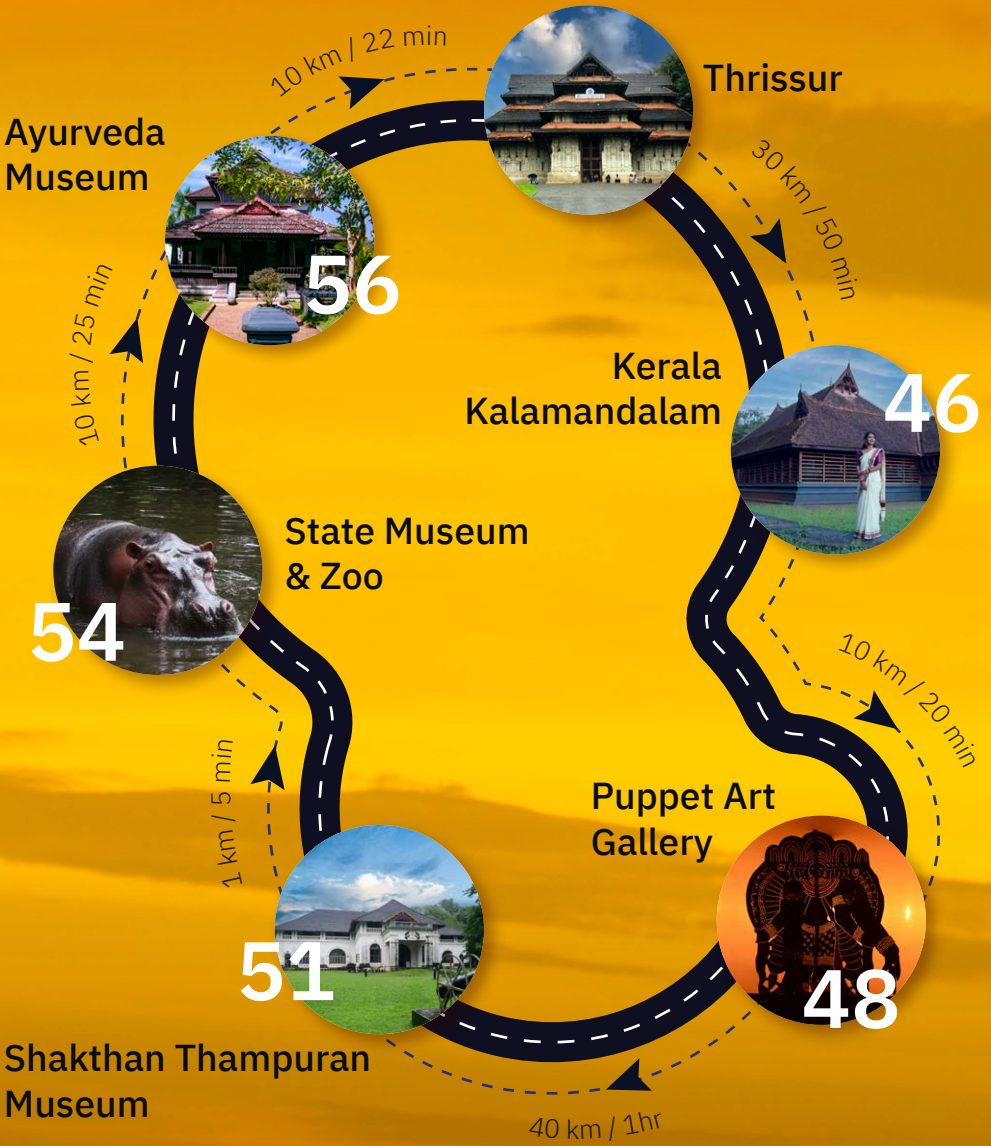 10 km / 22 min
Thrissur
Ayurveda
Museum
30 km / 50 min
56
10 km / 25 min
Kerala
Kalamandalam
46
State Museum
& Zoo
54
10 km / 20 min
1 km / 5 min
Puppet Art
Gallery
51
48
Shakthan Thampuran
Museum
40 km / 1hr